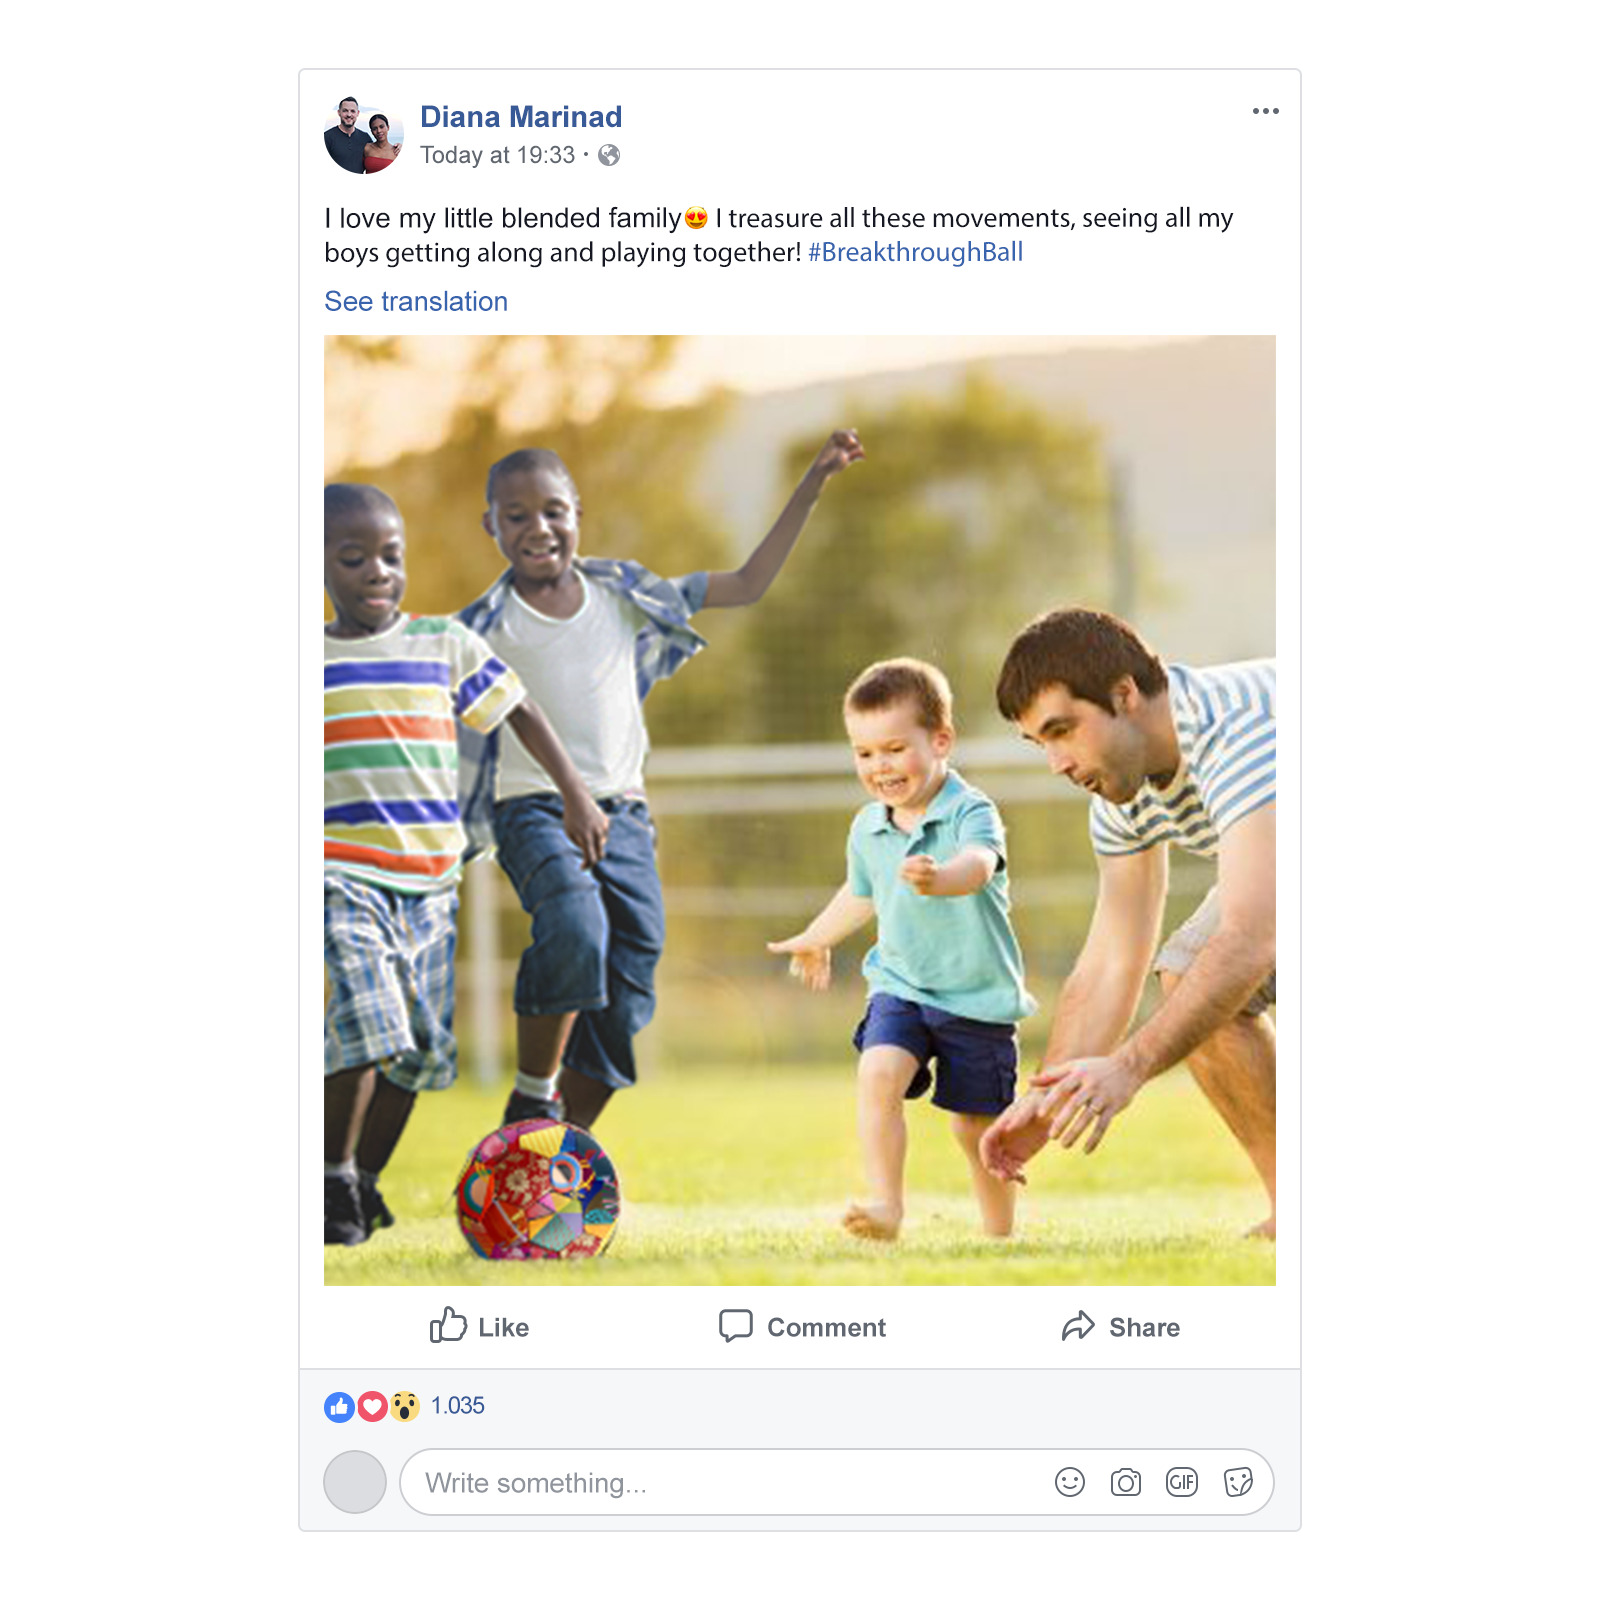 Diana Marinad
Today at 19:33 ·
I love my little blended family😍 I treasure all these movements, seeing all my
boys getting along and playing together! #BreakthroughBall
See translation
Like Comment Share
1.035
Write something... GIF